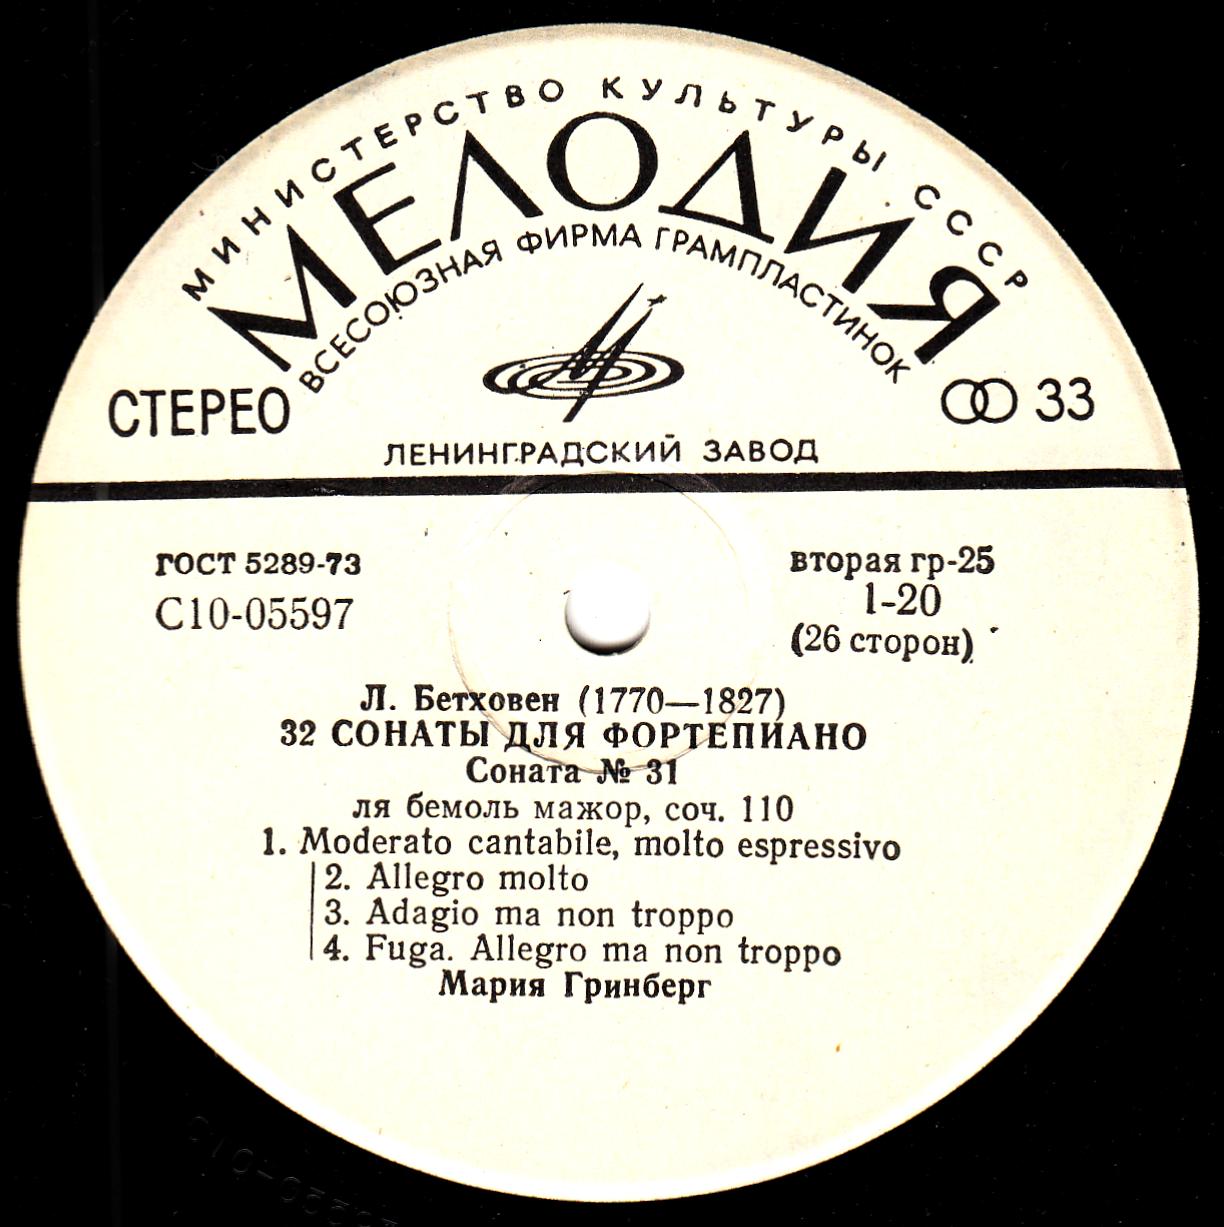 МИНИСТЕРСТВО КУЛЬТУРЫ СССР
МЕЛОДИЯ
ВСЕСОЮЗНАЯ ФИРМА ГРАМПЛАСТИНОК
СТЕРЕО
33
ЛЕНИНГРАДСКИЙ ЗАВОД
ГОСТ 5289-73
С10-05597
вторая гр-25
1-20
(26 сторон)
Л. Бетховен (1770—1827)
32 СОНАТЫ ДЛЯ ФОРТЕПИАНО
Соната № 31
ля бемоль мажор, соч. 110
1. Moderato cantabile, molto espressivo
2. Allegro molto
3. Adagio ma non troppo
4. Fuga. Allegro ma non troppo
Мария Гринберг